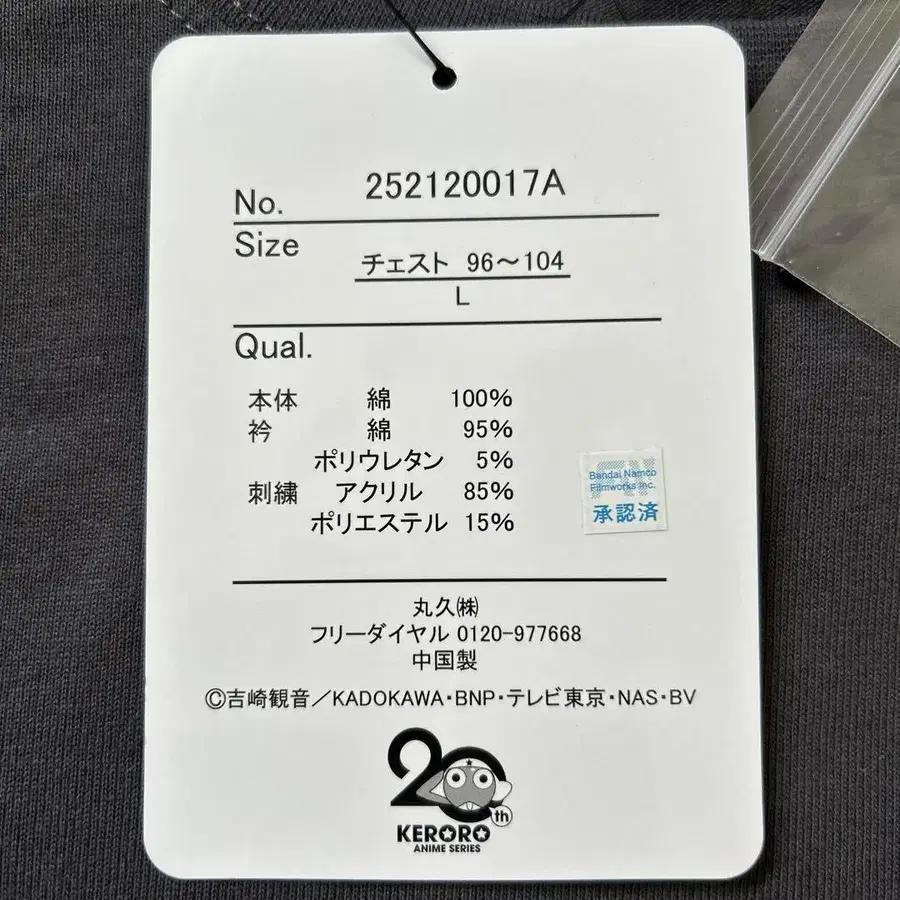 No. 252120017A
Size
チェスト 96～104
L
Qual.
本体 綿 100%
衿 綿 95%
ポリウレタン 5%
刺繍 アクリル 85%
ポリエステル 15%
Bandai Namco
Filmworks Inc.
承認済
丸久㈱
フリーダイヤル 0120-977668
中国製
©吉崎観音／KADOKAWA・BNP・テレビ東京・NAS・BV
20th
KERORO
ANIME SERIES